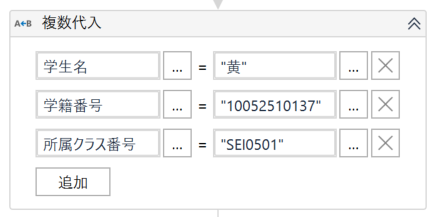 A←B 複数代入
学生名 ... = "黄" ...
学籍番号 ... = "10052510137" ...
所属クラス番号 ... = "SEI0501" ...
追加